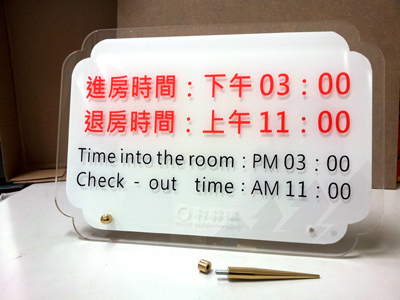 進房時間：下午 03：00
退房時間：上午 11：00
Time into the room：PM 03：00
Check - out time：AM 11：00